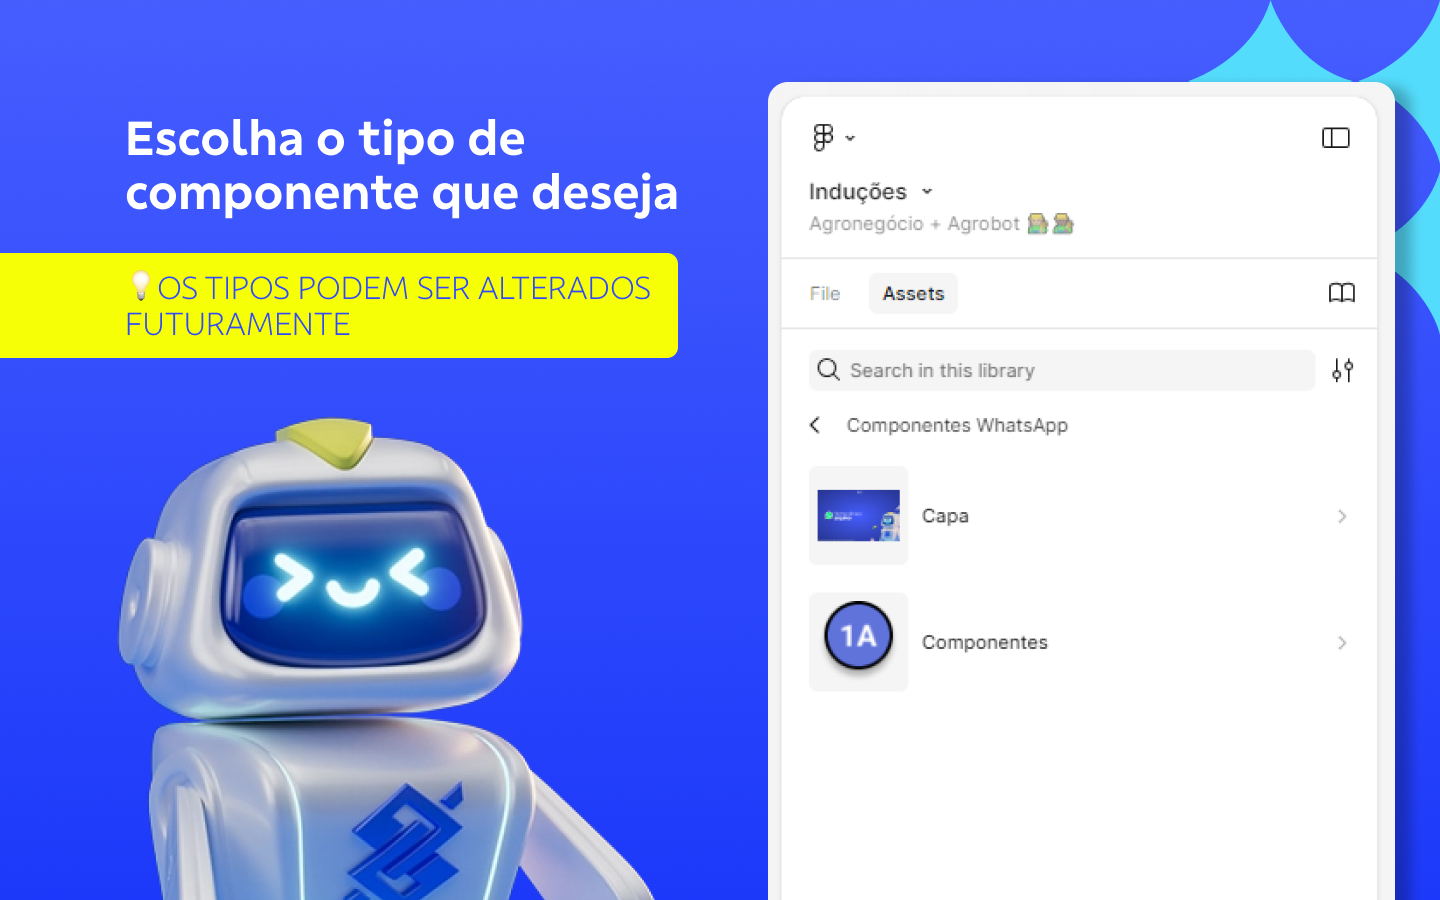 Escolha o tipo de
componente que deseja
💡OS TIPOS PODEM SER ALTERADOS
FUTURAMENTE
Induções
Agronegócio + Agrobot 👨🏼‍🌾👨🏽‍🌾
File
Assets
Search in this library
Componentes WhatsApp
Capa
1A
Componentes